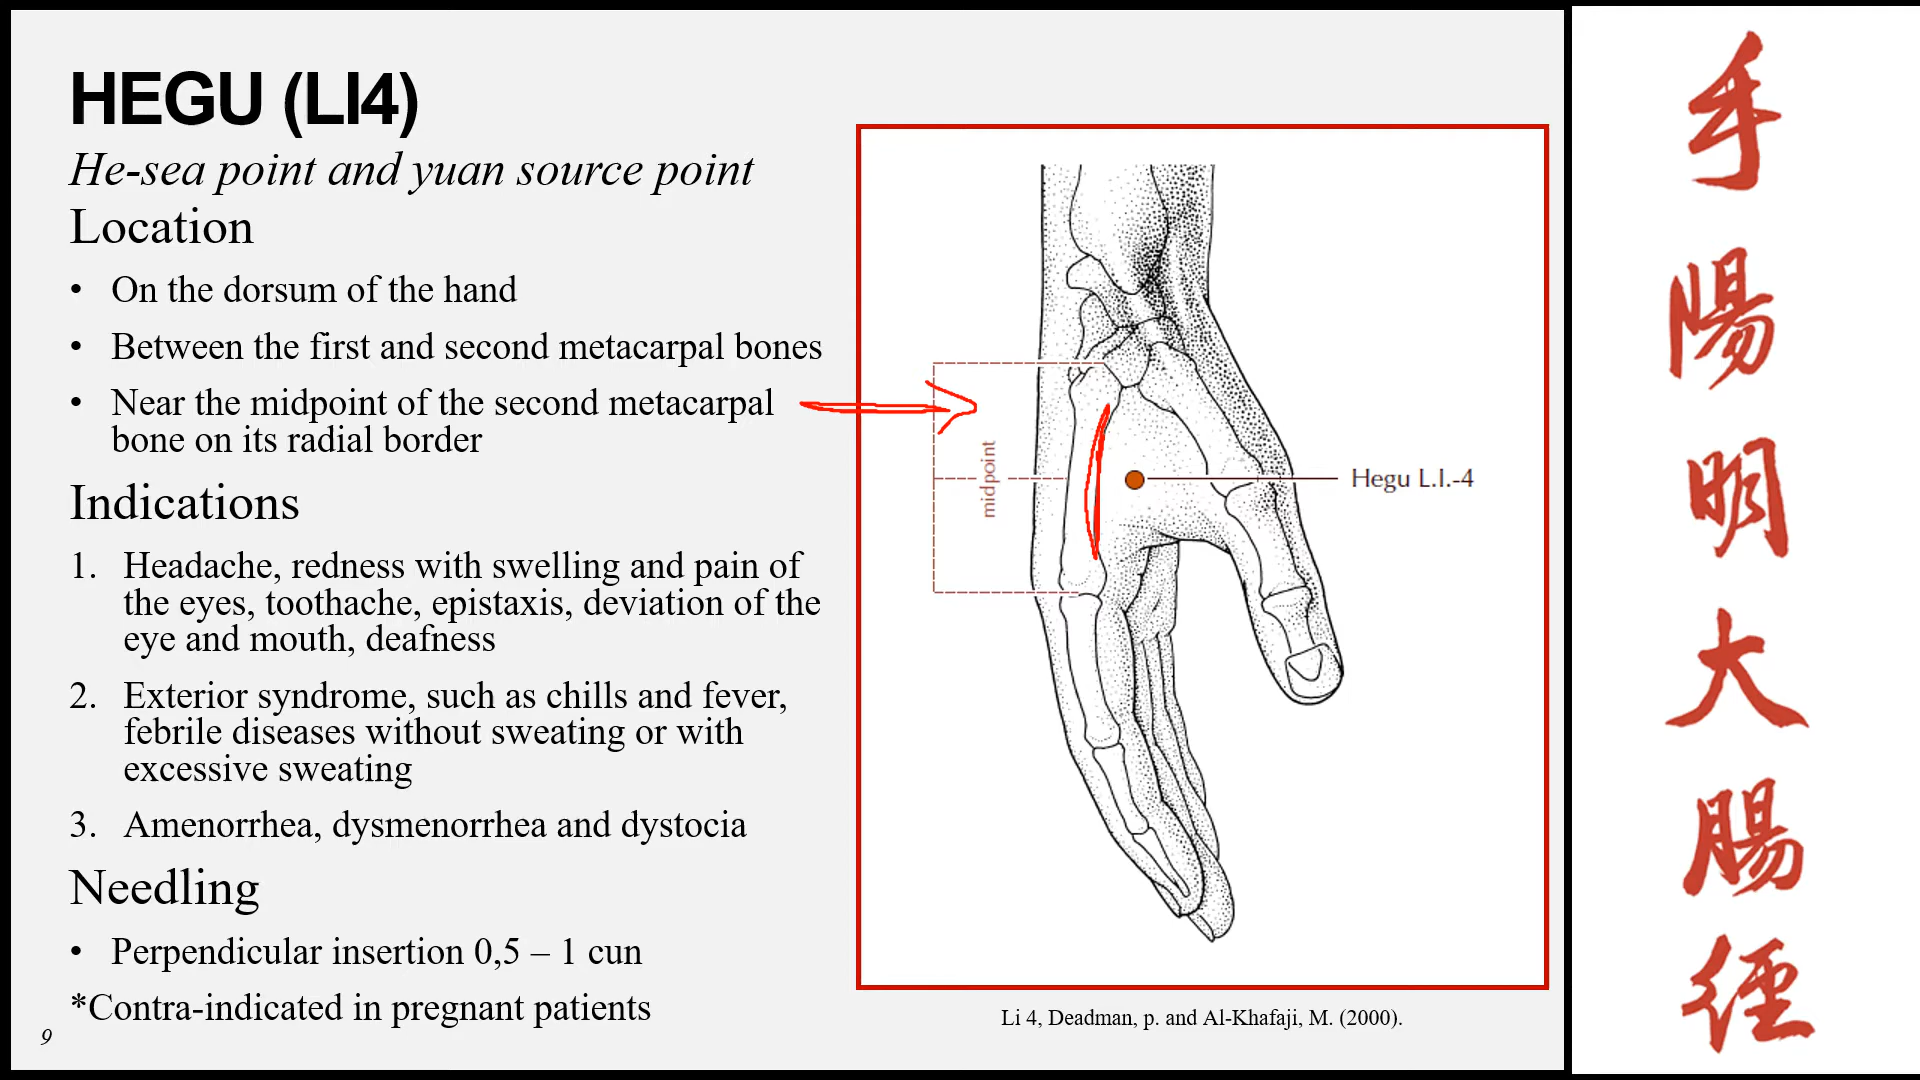 HEGU (LI4)
He-sea point and yuan source point
Location
• On the dorsum of the hand
• Between the first and second metacarpal bones
• Near the midpoint of the second metacarpal
bone on its radial border
Indications
1. Headache, redness with swelling and pain of
the eyes, toothache, epistaxis, deviation of the
eye and mouth, deafness
2. Exterior syndrome, such as chills and fever,
febrile diseases without sweating or with
excessive sweating
3. Amenorrhea, dysmenorrhea and dystocia
Needling
• Perpendicular insertion 0,5 – 1 cun
*Contra-indicated in pregnant patients
9
midpoint
Hegu L.I.-4
Li 4, Deadman, p. and Al-Khafaji, M. (2000).
手陽明大腸經